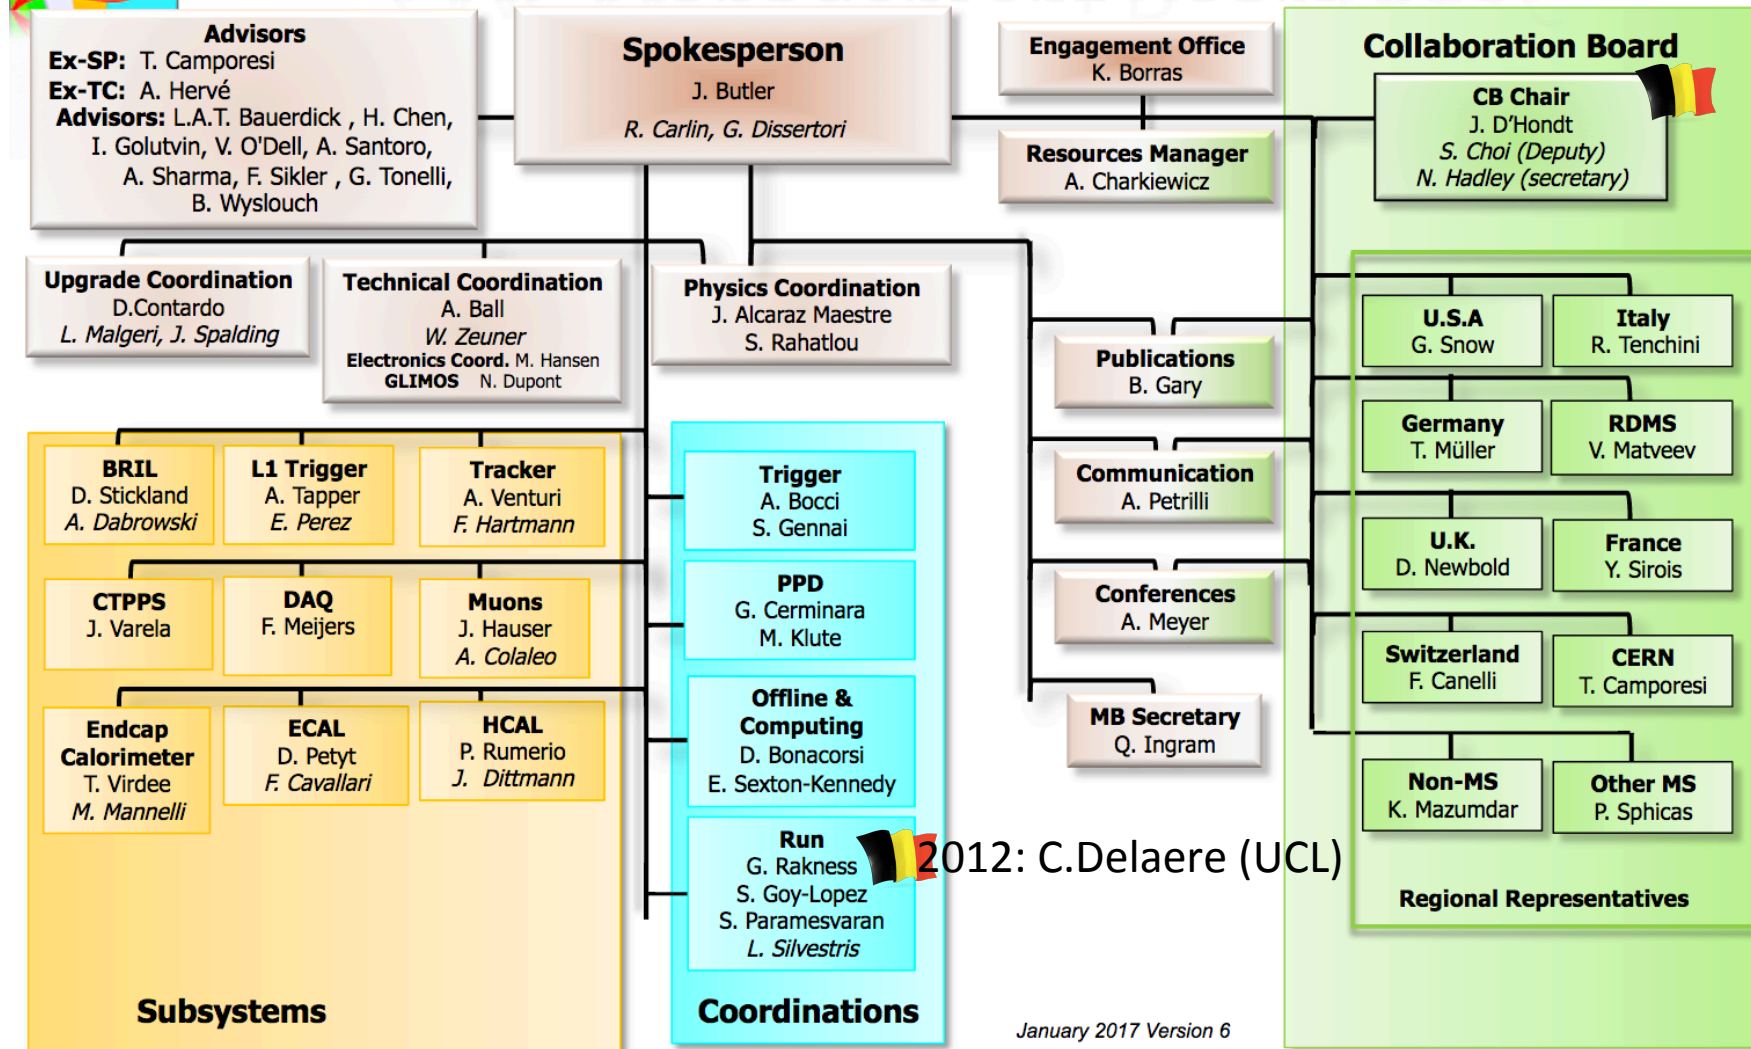 Advisors
Ex-SP: T. Camporesi
Ex-TC: A. Hervé
Advisors: L.A.T. Bauerdick , H. Chen,
I. Golutvin, V. O'Dell, A. Santoro,
A. Sharma, F. Sikler , G. Tonelli,
B. Wyslouch
Spokesperson
J. Butler
R. Carlin, G. Dissertori
Engagement Office
K. Borras
Resources Manager
A. Charkiewicz
Collaboration Board
CB Chair
J. D'Hondt
S. Choi (Deputy)
N. Hadley (secretary)
Upgrade Coordination
D.Contardo
L. Malgeri, J. Spalding
Technical Coordination
A. Ball
W. Zeuner
Electronics Coord. M. Hansen
GLIMOS N. Dupont
Physics Coordination
J. Alcaraz Maestre
S. Rahatlou
Publications
B. Gary
Communication
A. Petrilli
Conferences
A. Meyer
MB Secretary
Q. Ingram
U.S.A
G. Snow
Italy
R. Tenchini
Germany
T. Müller
RDMS
V. Matveev
U.K.
D. Newbold
France
Y. Sirois
Switzerland
F. Canelli
CERN
T. Camporesi
Non-MS
K. Mazumdar
Other MS
P. Sphicas
Regional Representatives
BRIL
D. Stickland
A. Dabrowski
L1 Trigger
A. Tapper
E. Perez
Tracker
A. Venturi
F. Hartmann
CTPPS
J. Varela
DAQ
F. Meijers
Muons
J. Hauser
A. Colaleo
Endcap
Calorimeter
T. Virdee
M. Mannelli
ECAL
D. Petyt
F. Cavallari
HCAL
P. Rumerio
J. Dittmann
Subsystems
Trigger
A. Bocci
S. Gennai
PPD
G. Cerminara
M. Klute
Offline &
Computing
D. Bonacorsi
E. Sexton-Kennedy
Run
G. Rakness
S. Goy-Lopez
S. Paramesvaran
L. Silvestris
2012: C.Delaere (UCL)
Coordinations
January 2017 Version 6